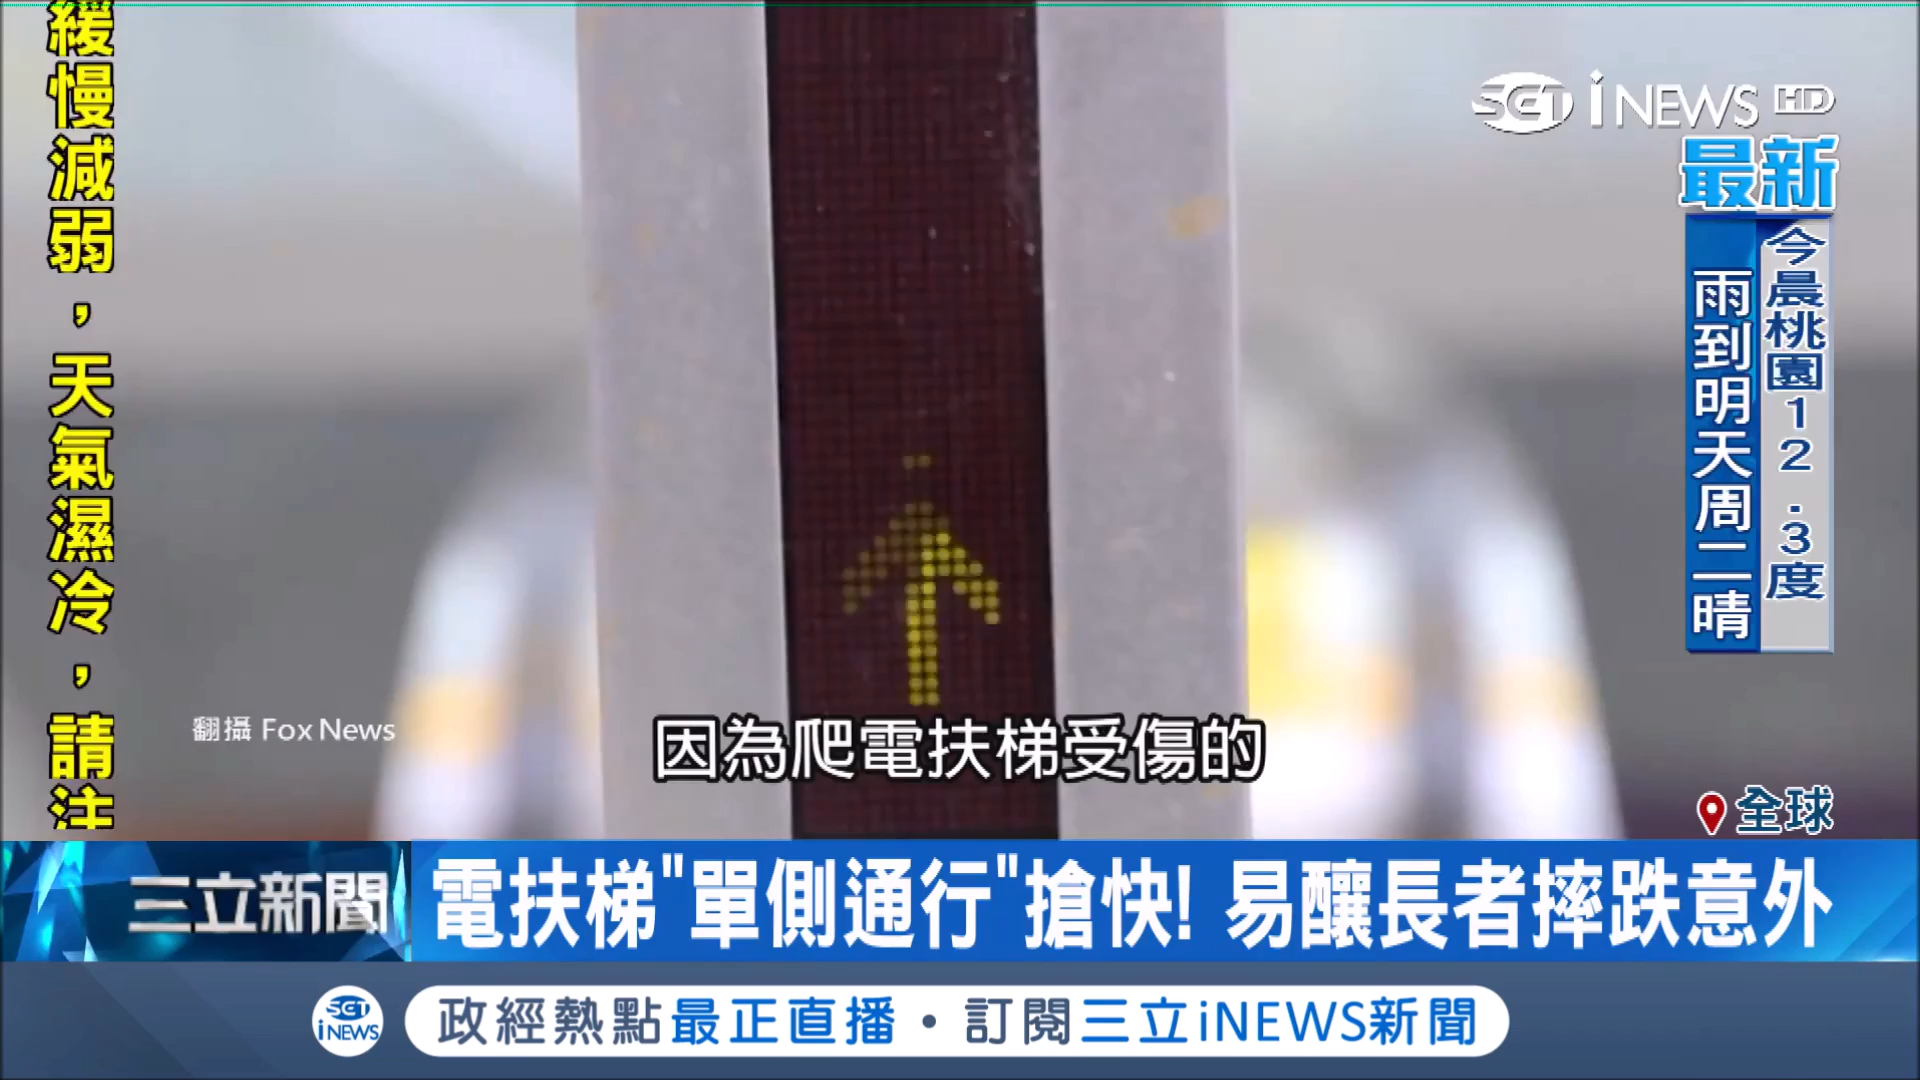 緩慢減弱，天氣濕冷，請注
SET iNEWS HD
最新
今晨桃園12.3度
雨到明天周二晴
翻攝 Fox News
因為爬電扶梯受傷的
全球
三立新聞
電扶梯"單側通行"搶快! 易釀長者摔跌意外
SET iNEWS
政經熱點最正直播・訂閱三立iNEWS新聞